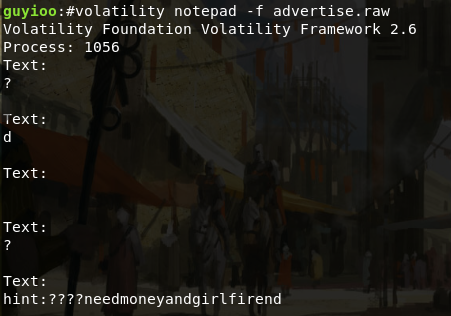 guyioo:#volatility notepad -f advertise.raw
Volatility Foundation Volatility Framework 2.6
Process: 1056
Text:
?
Text:
d
Text:
Text:
?
Text:
hint:????needmoneyandgirlfirend